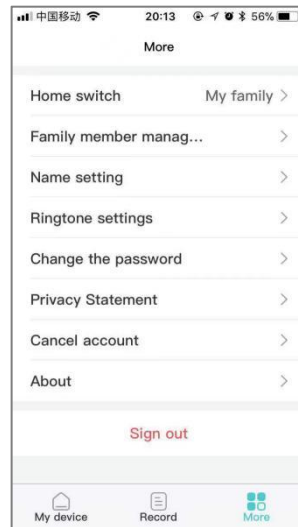 中国移动 20:13 56%
More
Home switch My family >
Family member manag... >
Name setting >
Ringtone settings >
Change the password >
Privacy Statement >
Cancel account >
About >
Sign out
My device Record More